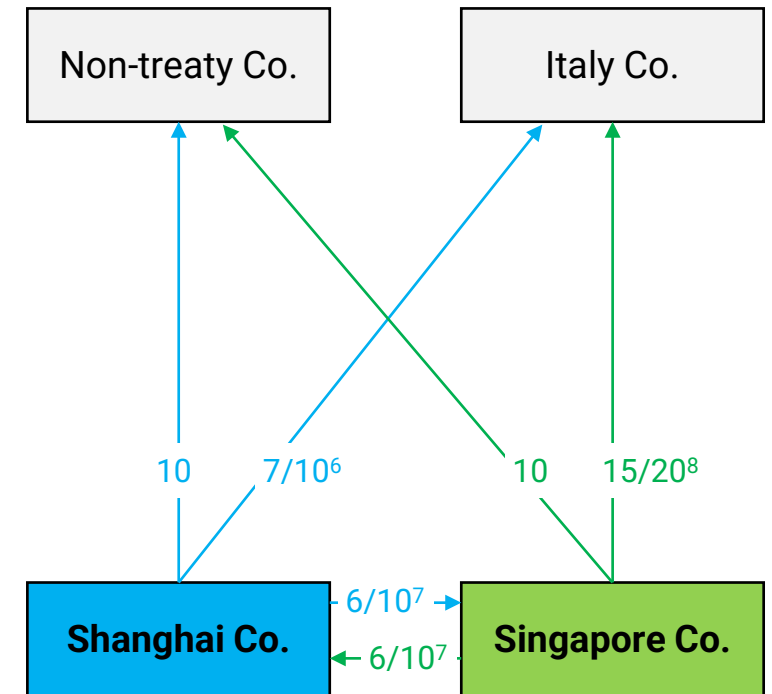 Non-treaty Co.
Italy Co.
10
7/10⁶
10
15/20⁸
6/10⁷
Shanghai Co.
Singapore Co.
6/10⁷